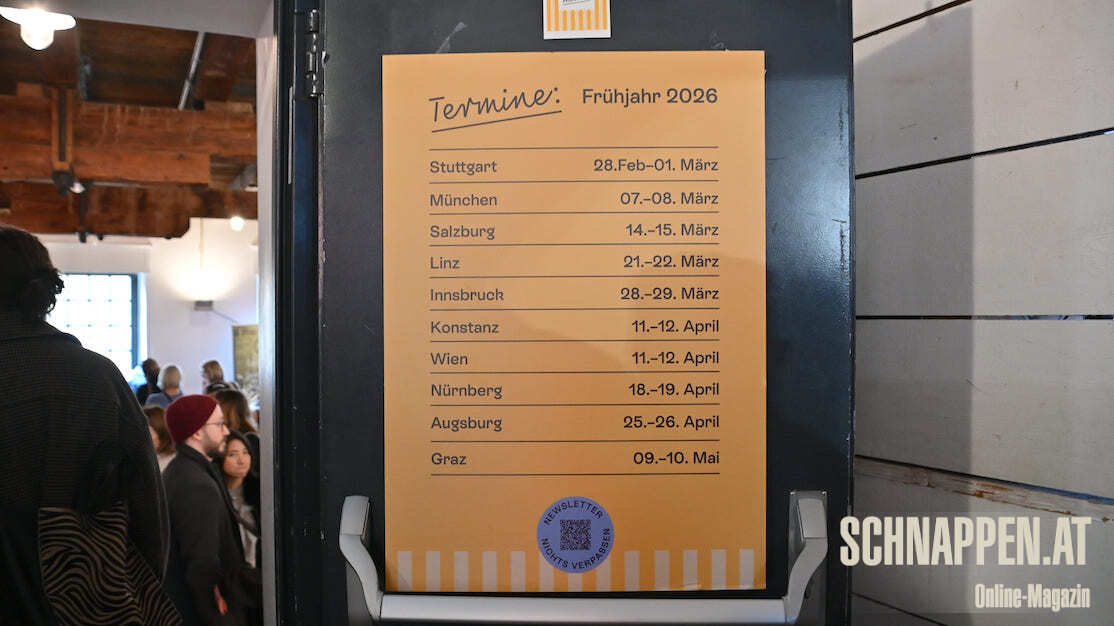 Termine: Frühjahr 2026
Stuttgart 28.Feb–01. März
München 07.–08. März
Salzburg 14.–15. März
Linz 21.–22. März
Innsbruck 28.–29. März
Konstanz 11.–12. April
Wien 11.–12. April
Nürnberg 18.–19. April
Augsburg 25.–26. April
Graz 09.–10. Mai
NEWSLETTER
NICHTS VERPASSEN
SCHNAPPEN.AT
Online-Magazin